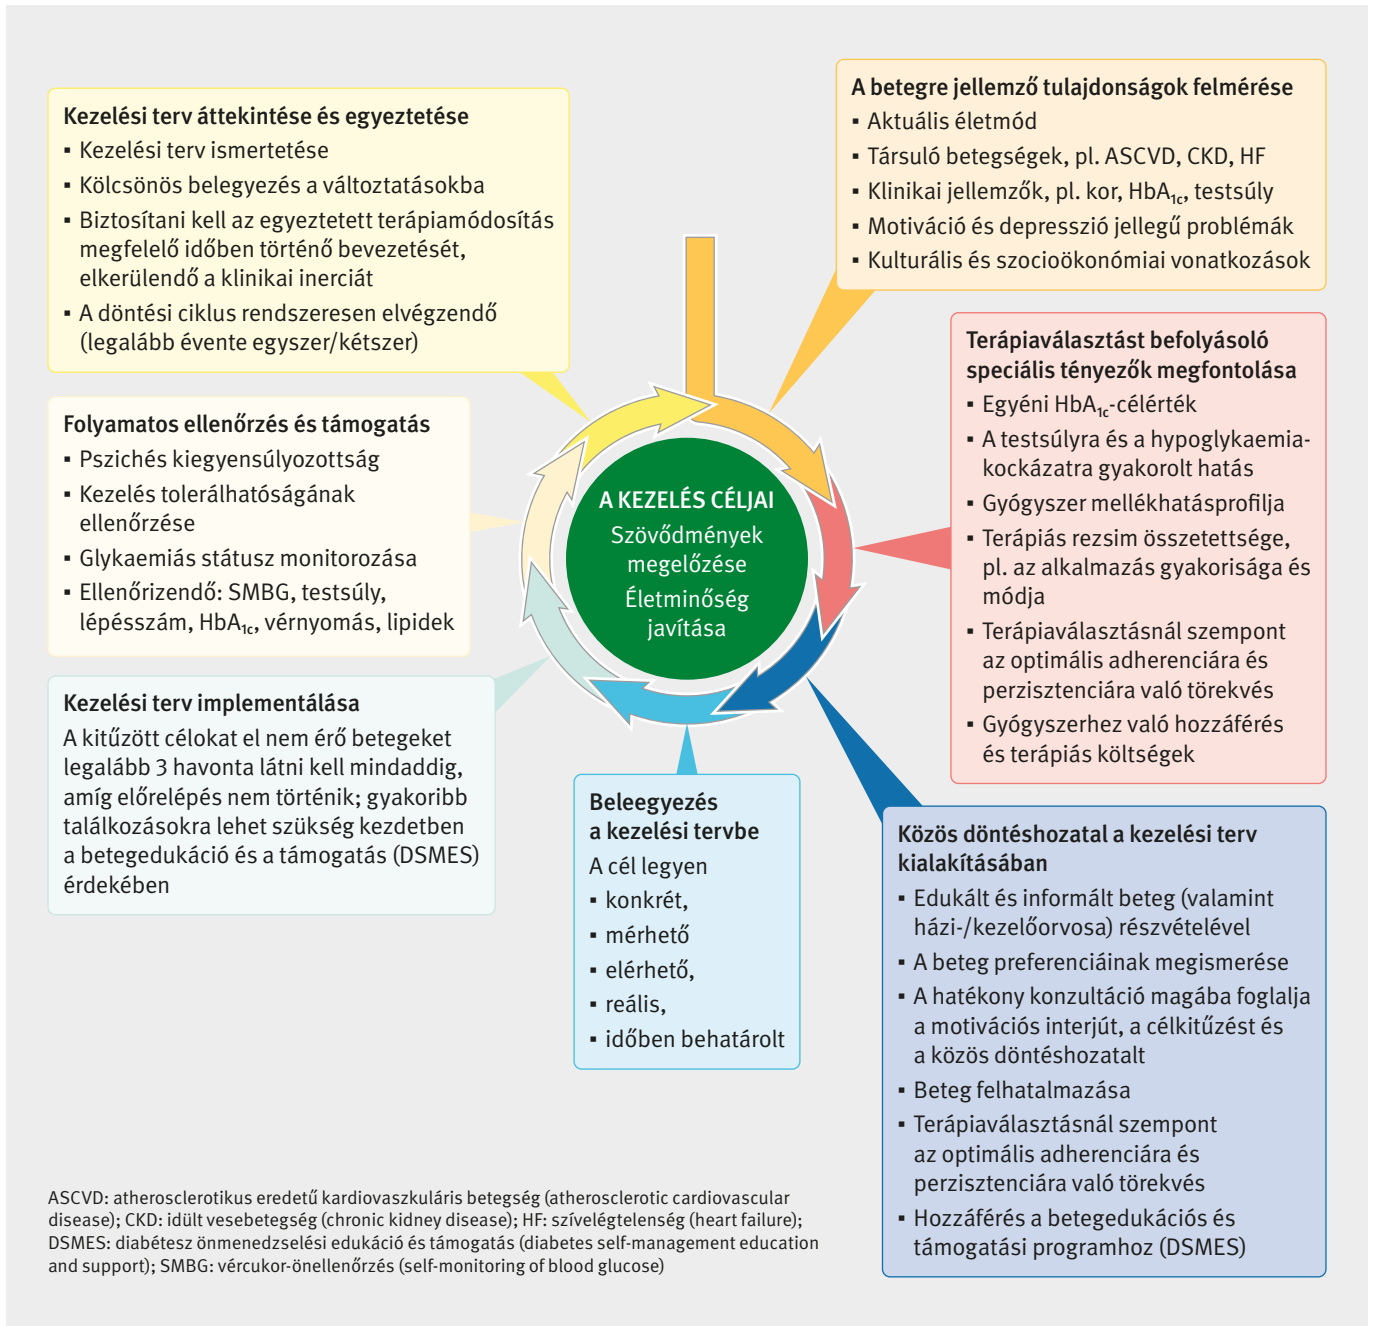 A betegre jellemző tulajdonságok felmérése
▪ Aktuális életmód
▪ Társuló betegségek, pl. ASCVD, CKD, HF
▪ Klinikai jellemzők, pl. kor, HbA1c, testsúly
▪ Motiváció és depresszió jellegű problémák
▪ Kulturális és szocioökonómiai vonatkozások
Terápiaválasztást befolyásoló
speciális tényezők megfontolása
▪ Egyéni HbA1c-célérték
▪ A testsúlyra és a hypoglykaemia-
kockázatra gyakorolt hatás
▪ Gyógyszer mellékhatásprofilja
▪ Terápiás rezsim összetettsége,
pl. az alkalmazás gyakorisága és
módja
▪ Terápiaválasztásnál szempont
az optimális adherenciára és
perzisztenciára való törekvés
▪ Gyógyszerhez való hozzáférés
és terápiás költségek
Közös döntéshozatal a kezelési terv
kialakításában
▪ Edukált és informált beteg (valamint
házi-/kezelőorvosa) részvételével
▪ A beteg preferenciáinak megismerése
▪ A hatékony konzultáció magába foglalja
a motivációs interjút, a célkitűzést és
a közös döntéshozatalt
▪ Beteg felhatalmazása
▪ Terápiaválasztásnál szempont
az optimális adherenciára és
perzisztenciára való törekvés
▪ Hozzáférés a betegedukációs és
támogatási programhoz (DSMES)
Beleegyezés
a kezelési tervbe
A cél legyen
▪ konkrét,
▪ mérhető
▪ elérhető,
▪ reális,
▪ időben behatárolt
Kezelési terv implementálása
A kitűzött célokat el nem érő betegeket
legalább 3 havonta látni kell mindaddig,
amíg előrelépés nem történik; gyakoribb
találkozásokra lehet szükség kezdetben
a betegedukáció és a támogatás (DSMES)
érdekében
Folyamatos ellenőrzés és támogatás
▪ Pszichés kiegyensúlyozottság
▪ Kezelés tolerálhatóságának
ellenőrzése
▪ Glykaemiás státusz monitorozása
▪ Ellenőrizendő: SMBG, testsúly,
lépésszám, HbA1c, vérnyomás, lipidek
Kezelési terv áttekintése és egyeztetése
▪ Kezelési terv ismertetése
▪ Kölcsönös belegyezés a változtatásokba
▪ Biztosítani kell az egyeztetett terápiamódosítás
megfelelő időben történő bevezetését,
elkerülendő a klinikai inerciát
▪ A döntési ciklus rendszeresen elvégzendő
(legalább évente egyszer/kétszer)
A KEZELÉS CÉLJAI
Szövődmények
megelőzése
Életminőség
javítása
ASCVD: atherosclerotikus eredetű kardiovaszkuláris betegség (atherosclerotic cardiovascular
disease); CKD: idült vesebetegség (chronic kidney disease); HF: szívelégtelenség (heart failure);
DSMES: diabétesz önmenedzselési edukáció és támogatás (diabetes self-management education
and support); SMBG: vércukor-önellenőrzés (self-monitoring of blood glucose)